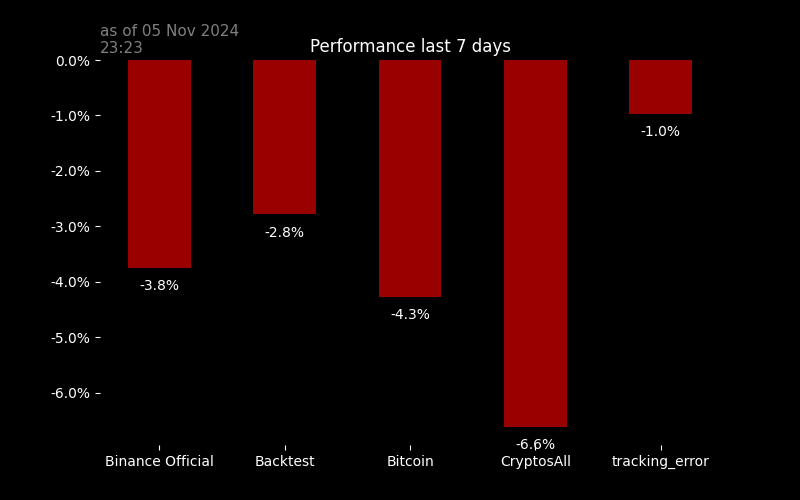 as of 05 Nov 2024
23:23
Performance last 7 days
0.0%
-1.0%
-2.0%
-3.0%
-4.0%
-5.0%
-6.0%
-3.8%
-2.8%
-4.3%
-6.6%
-1.0%
Binance Official
Backtest
Bitcoin
CryptosAll
tracking_error